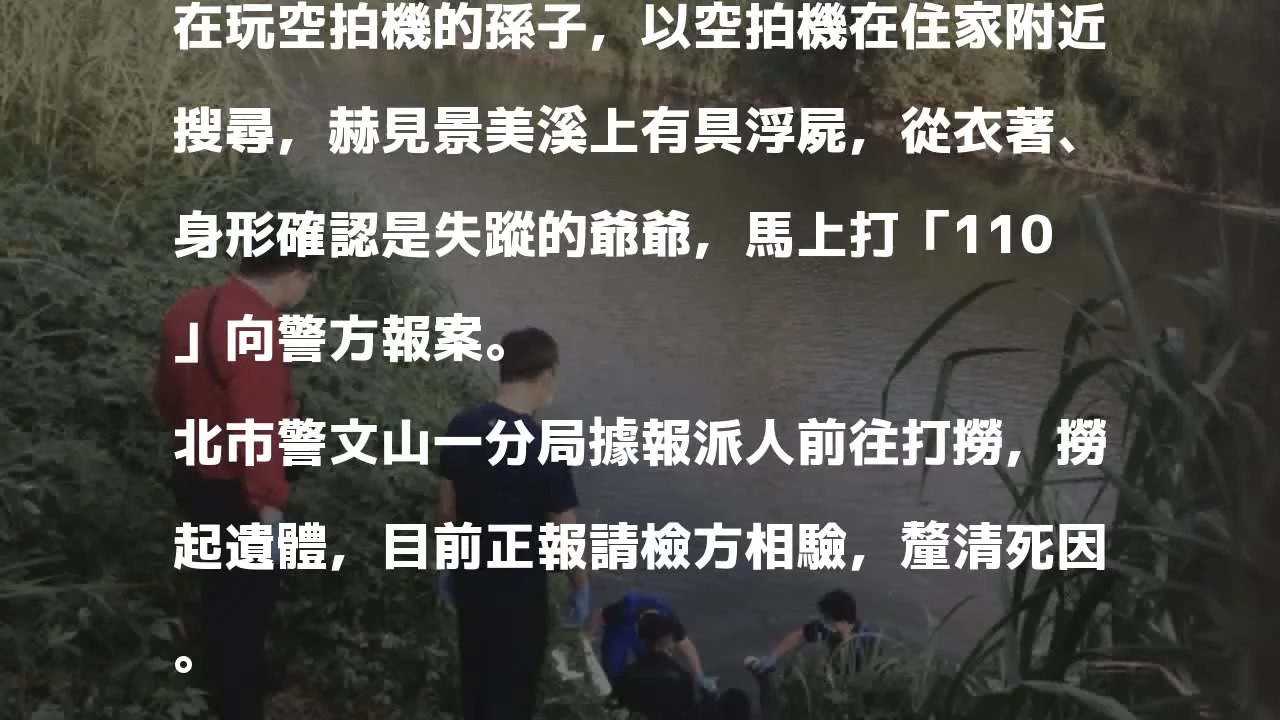 在玩空拍機的孫子，以空拍機在住家附近
搜尋，赫見景美溪上有具浮屍，從衣著、
身形確認是失蹤的爺爺，馬上打「110
」向警方報案。
北市警文山一分局據報派人前往打撈，撈
起遺體，目前正報請檢方相驗，釐清死因
。